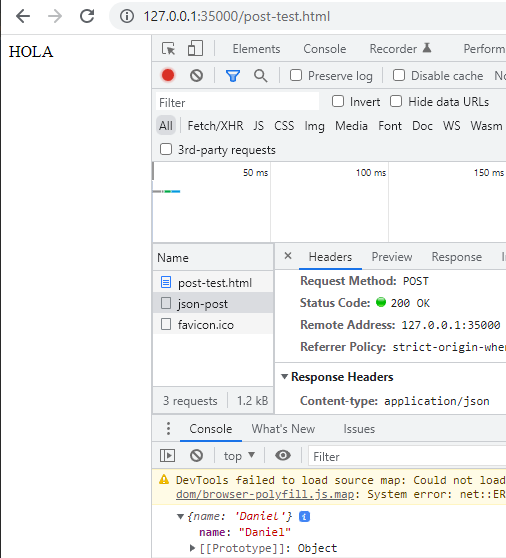 127.0.0.1:35000/post-test.html
HOLA
Elements Console Recorder Perform
Preserve log Disable cache No
Filter Invert Hide data URLs
All Fetch/XHR JS CSS Img Media Font Doc WS Wasm
3rd-party requests
50 ms 100 ms 150 ms
Name × Headers Preview Response In
post-test.html
json-post
favicon.ico
Request Method: POST
Status Code: 200 OK
Remote Address: 127.0.0.1:35000
Referrer Policy: strict-origin-whe
Response Headers
Content-type: application/json
3 requests 1.2 kB
Console What's New Issues
top Filter
DevTools failed to load source map: Could not load
dom/browser-polyfill.js.map: System error: net::ER
{name: 'Daniel'} i
name: "Daniel"
[[Prototype]]: Object